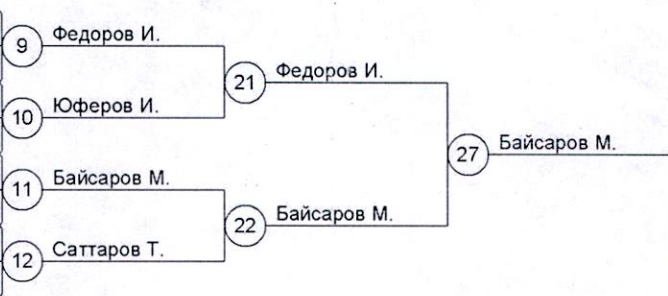 9 Федоров И.
21 Федоров И.
10 Юферов И.
27 Байсаров М.
11 Байсаров М.
22 Байсаров М.
12 Саттаров Т.